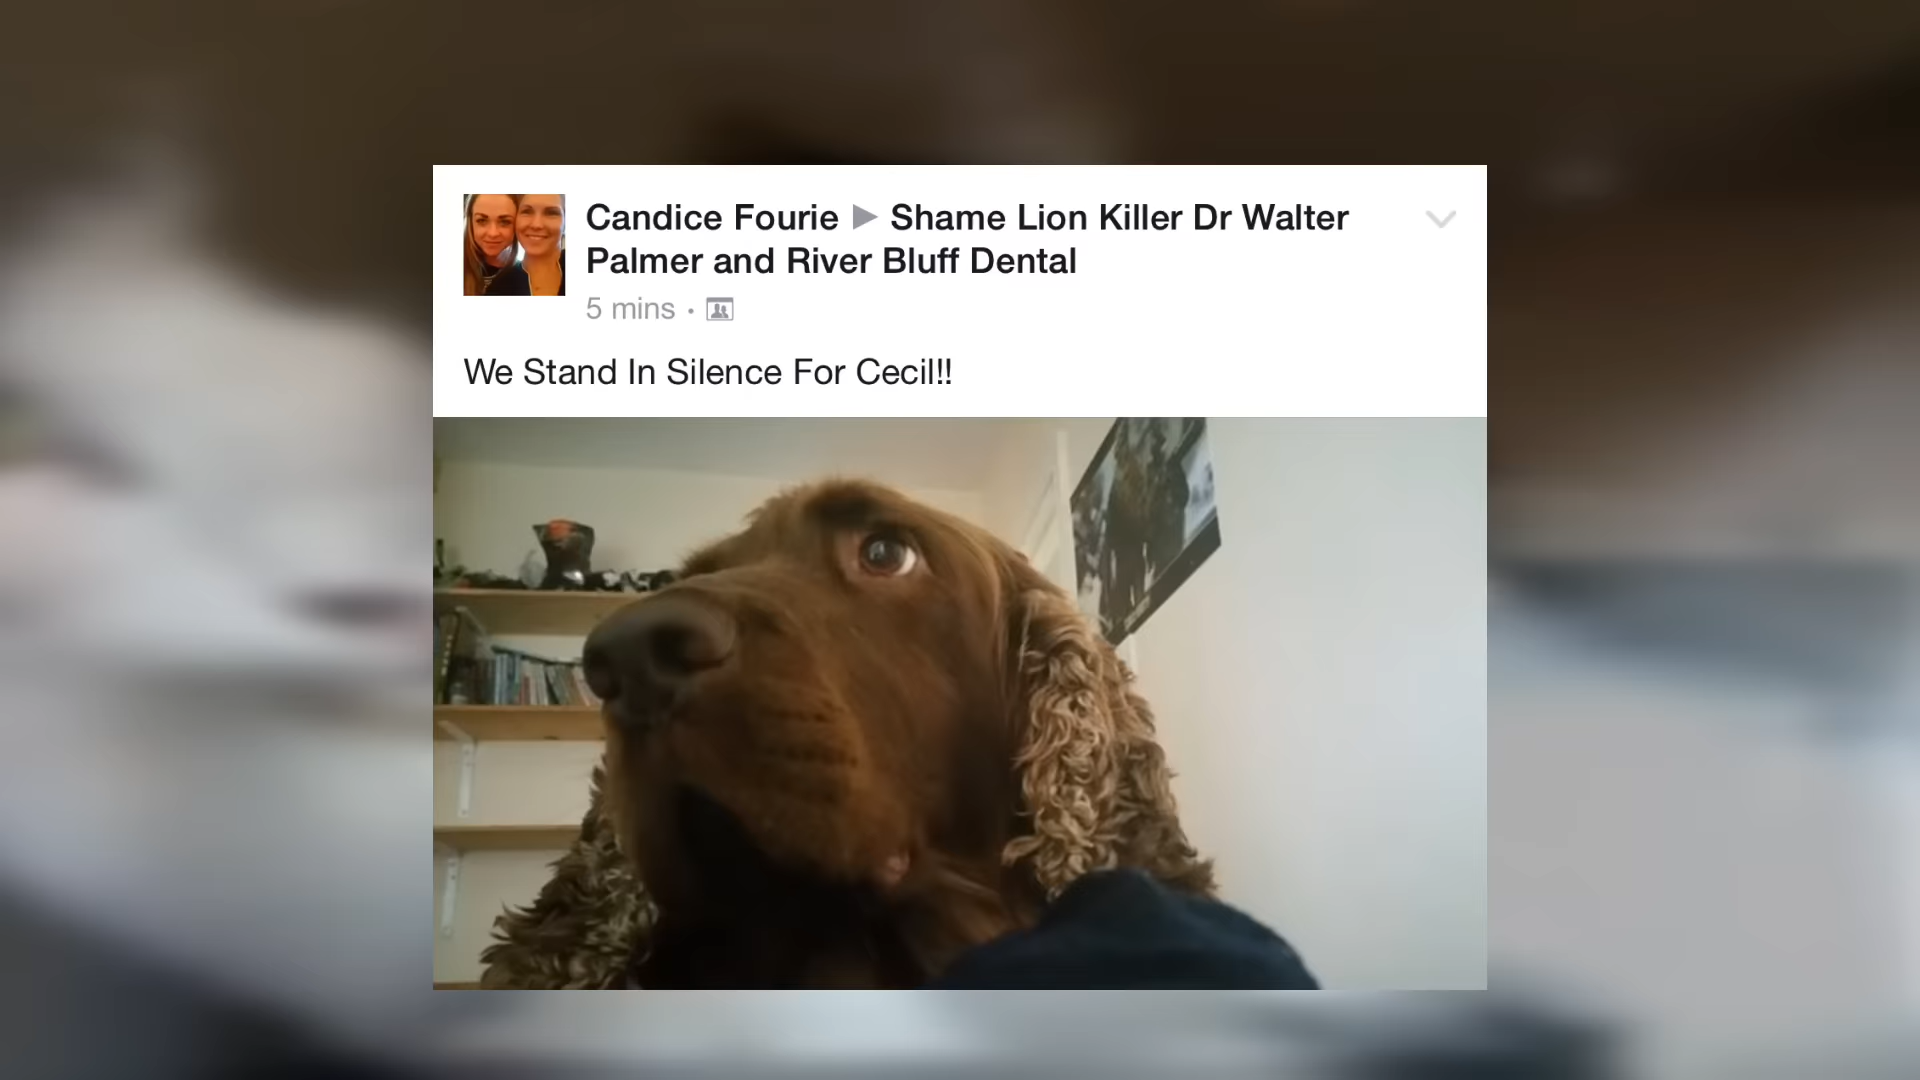 Candice Fourie ▶ Shame Lion Killer Dr Walter
Palmer and River Bluff Dental
5 mins ·
We Stand In Silence For Cecil!!